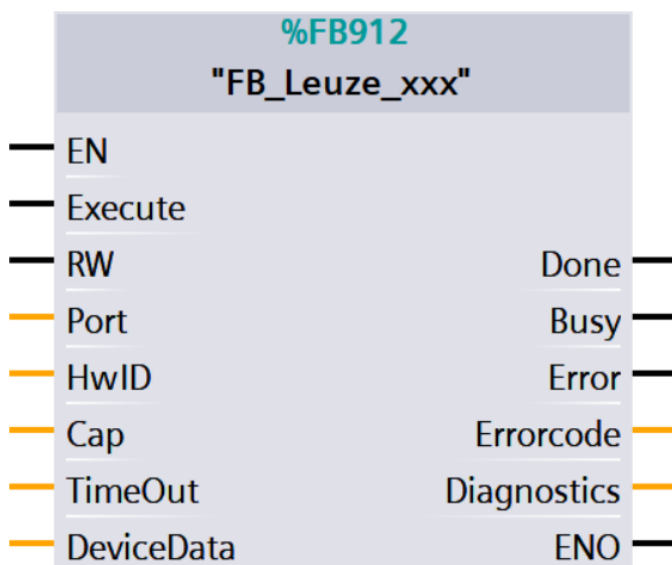 %FB912
"FB_Leuze_xxx"
EN
Execute
RW Done
Port Busy
HwID Error
Cap Errorcode
TimeOut Diagnostics
DeviceData ENO